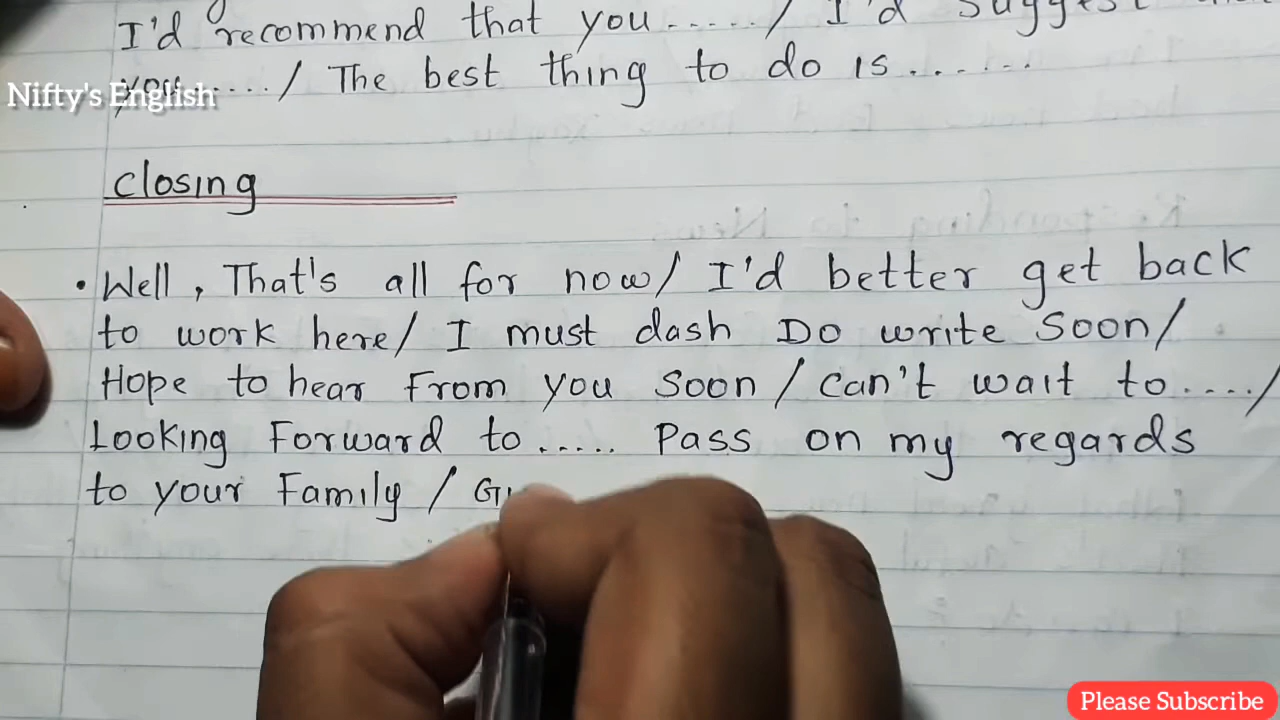 I'd recommend that you...../ I'd suggest that
you...../ The best thing to do is.......
Nifty's English
Closing
• Well, That's all for now/ I'd better get back
to work here/ I must dash Do write soon/
Hope to hear From you soon/ can't wait to..../
Looking Forward to..... Pass on my regards
to your Family /
Please Subscribe